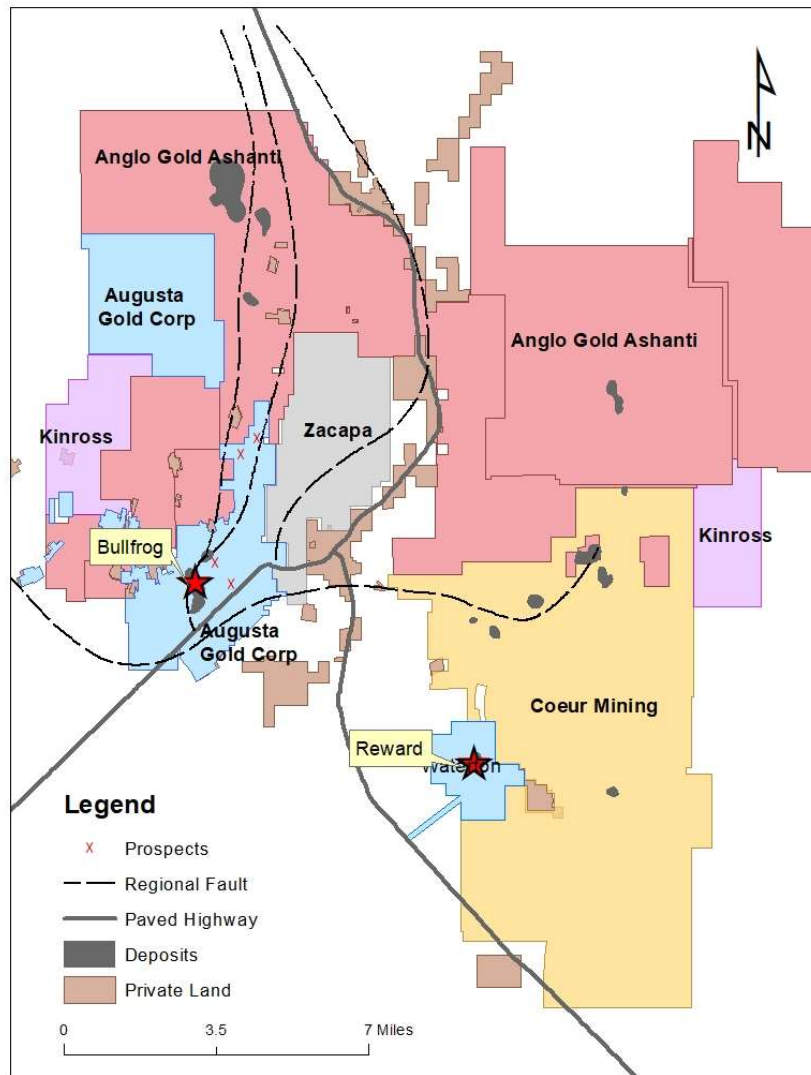 N
Anglo Gold Ashanti
Augusta
Gold Corp
Anglo Gold Ashanti
Kinross
Zacapa
Kinross
Bullfrog
Augusta
Gold Corp
Coeur Mining
Reward
Legend
X Prospects
Regional Fault
Paved Highway
Deposits
Private Land
0 3.5 7 Miles